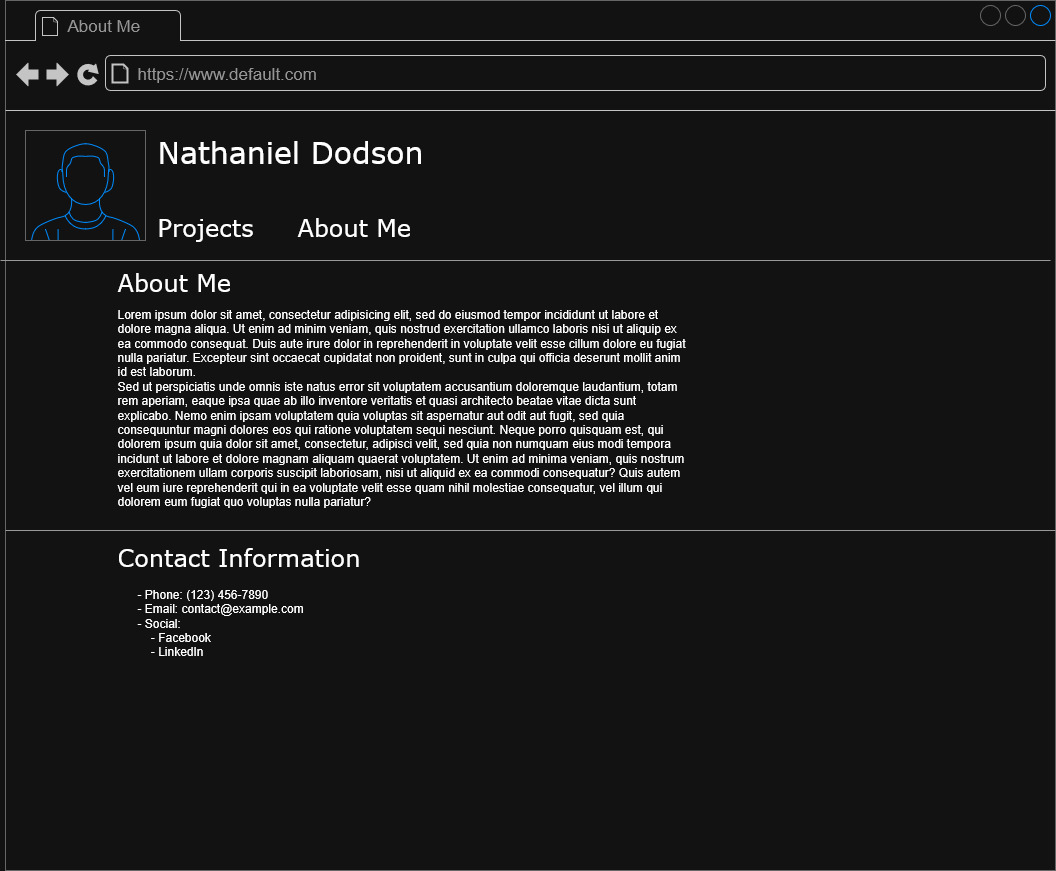 About Me
https://www.default.com
Nathaniel Dodson
Projects About Me
About Me
Lorem ipsum dolor sit amet, consectetur adipisicing elit, sed do eiusmod tempor incididunt ut labore et
dolore magna aliqua. Ut enim ad minim veniam, quis nostrud exercitation ullamco laboris nisi ut aliquip ex
ea commodo consequat. Duis aute irure dolor in reprehenderit in voluptate velit esse cillum dolore eu fugiat
nulla pariatur. Excepteur sint occaecat cupidatat non proident, sunt in culpa qui officia deserunt mollit anim
id est laborum.
Sed ut perspiciatis unde omnis iste natus error sit voluptatem accusantium doloremque laudantium, totam
rem aperiam, eaque ipsa quae ab illo inventore veritatis et quasi architecto beatae vitae dicta sunt
explicabo. Nemo enim ipsam voluptatem quia voluptas sit aspernatur aut odit aut fugit, sed quia
consequuntur magni dolores eos qui ratione voluptatem sequi nesciunt. Neque porro quisquam est, qui
dolorem ipsum quia dolor sit amet, consectetur, adipisci velit, sed quia non numquam eius modi tempora
incidunt ut labore et dolore magnam aliquam quaerat voluptatem. Ut enim ad minima veniam, quis nostrum
exercitationem ullam corporis suscipit laboriosam, nisi ut aliquid ex ea commodi consequatur? Quis autem
vel eum iure reprehenderit qui in ea voluptate velit esse quam nihil molestiae consequatur, vel illum qui
dolorem eum fugiat quo voluptas nulla pariatur?
Contact Information
- Phone: (123) 456-7890
- Email: contact@example.com
- Social:
- Facebook
- LinkedIn